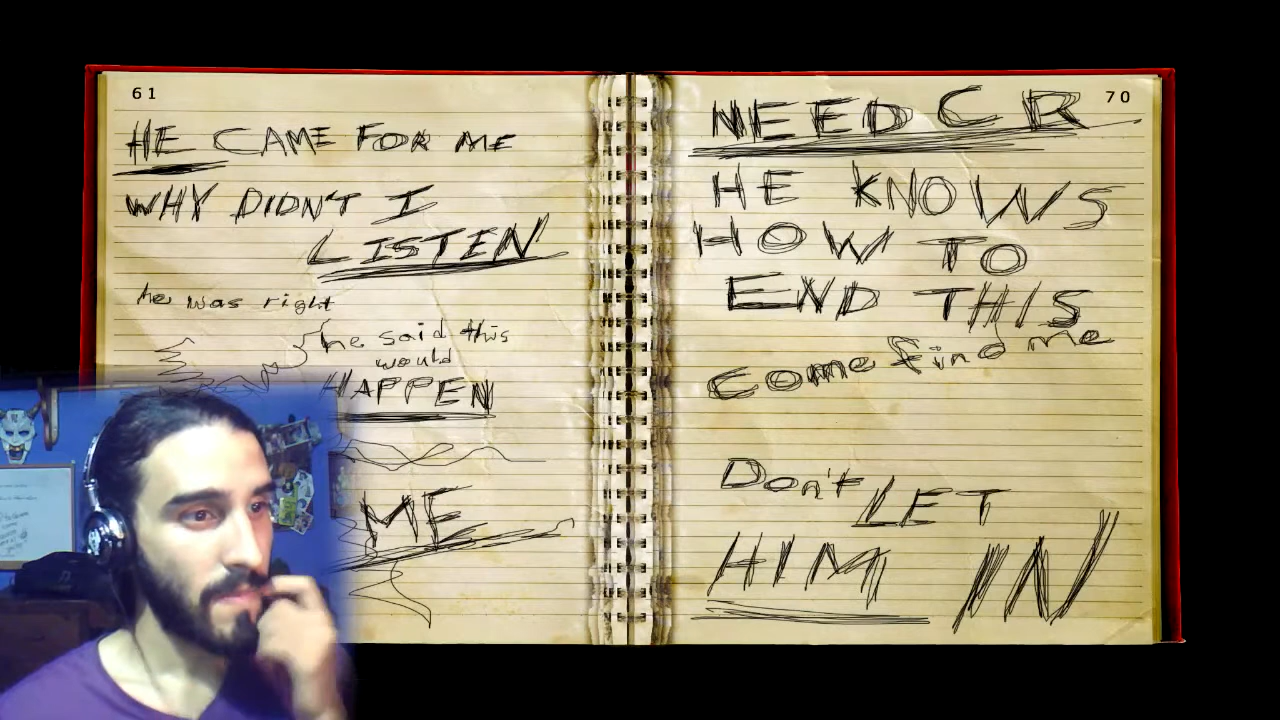 61
HE CAME FOR ME
WHY DIDN'T I
LISTEN
he was right
he said this
would
HAPPEN
ME
70
NEED CR
HE KNOWS
HOW TO
END THIS
come find me
Don't LET
HIM IN